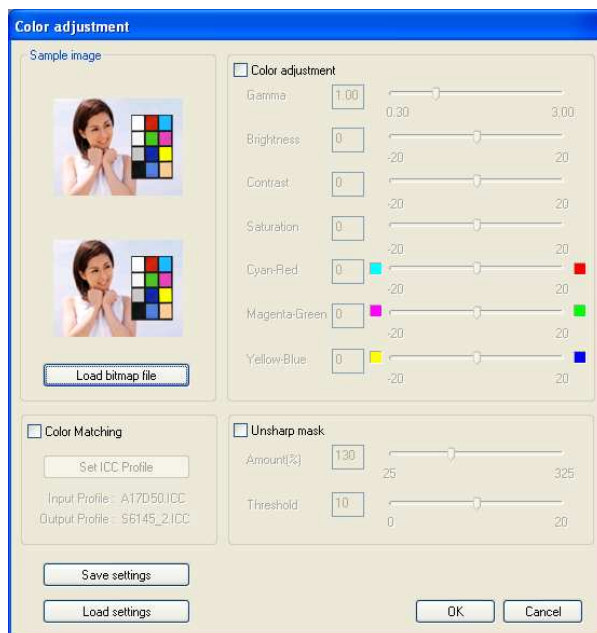 Color adjustment
Sample image
Load bitmap file
Color adjustment
Gamma 1.00
0.30 3.00
Brightness 0
-20 20
Contrast 0
-20 20
Saturation 0
-20 20
Cyan-Red 0
-20 20
Magenta-Green 0
-20 20
Yellow-Blue 0
-20 20
Color Matching
Set ICC Profile
Input Profile : A17D50.ICC
Output Profile : S6145_2.ICC
Unsharp mask
Amount(%) 130
25 325
Threshold 10
0 20
Save settings
Load settings
OK Cancel